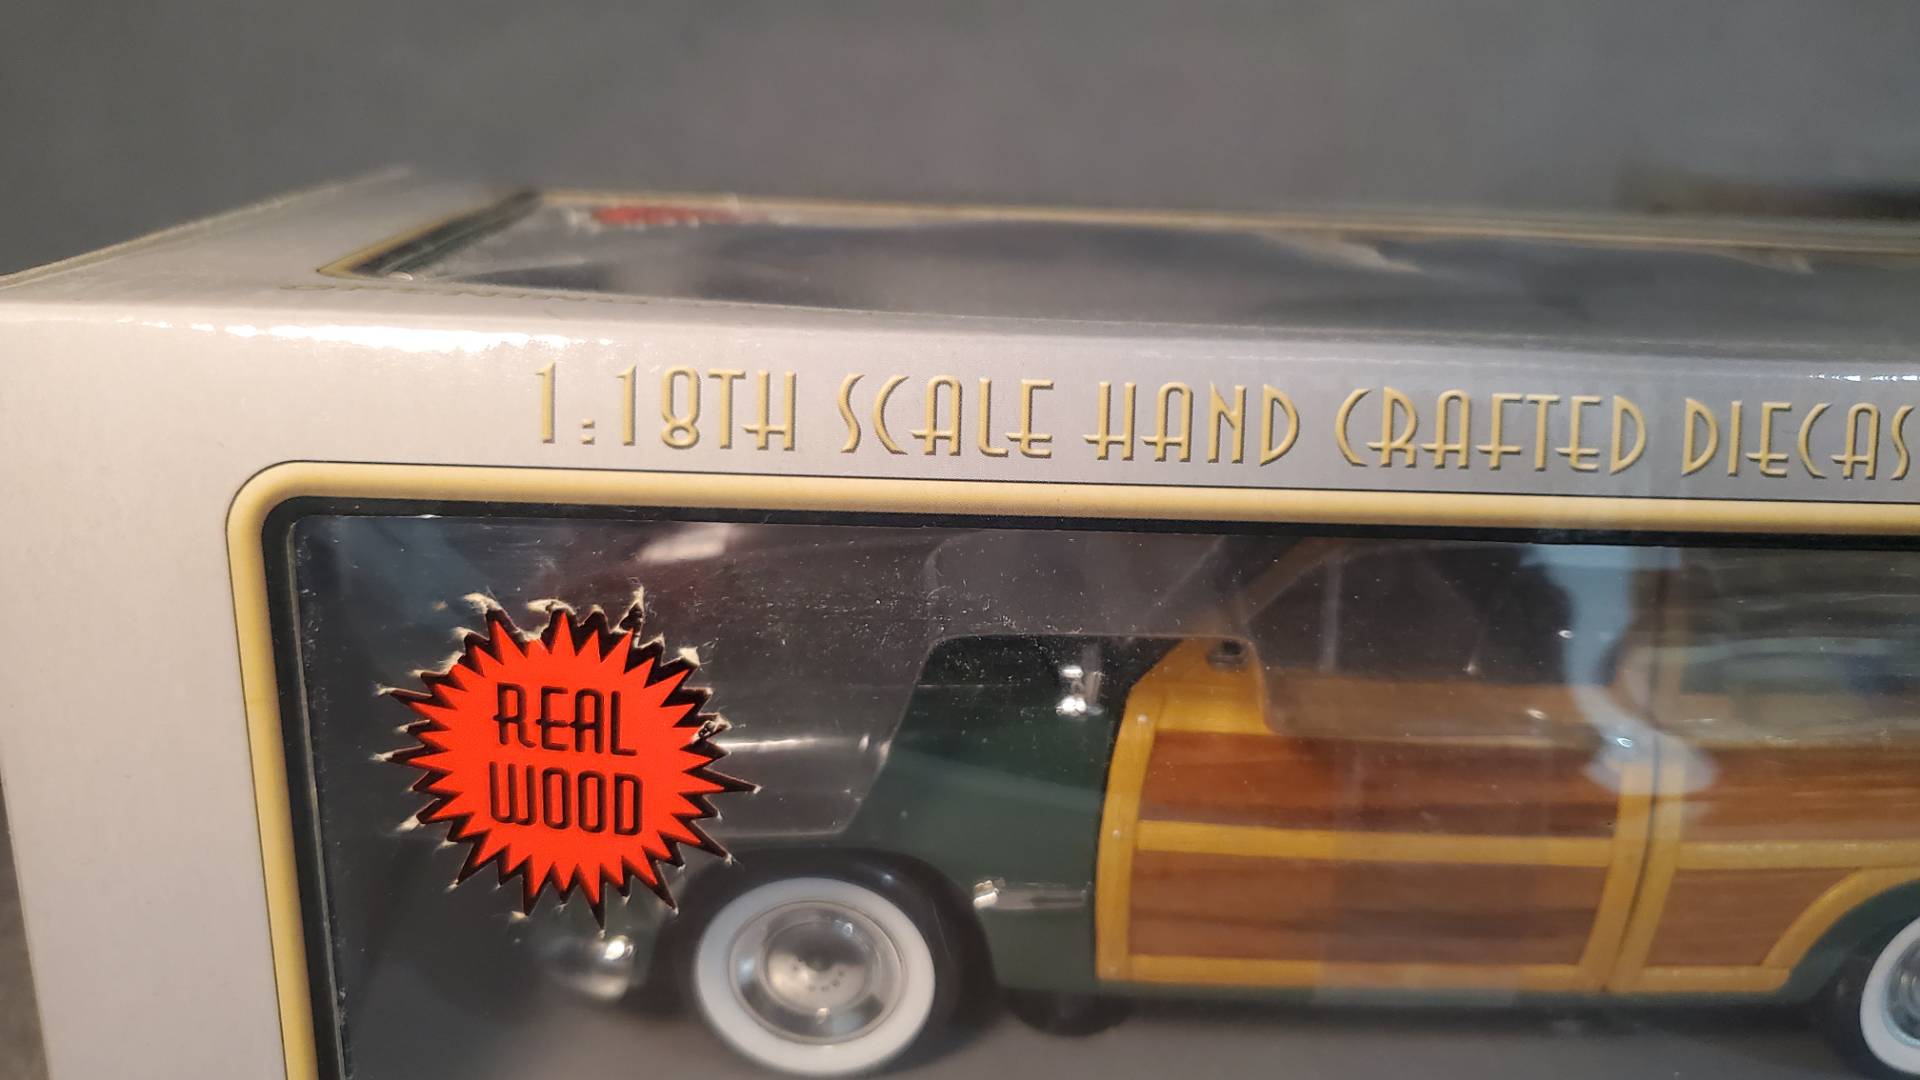 1:18TH SCALE HAND CRAFTED DIECAS
REAL
WOOD